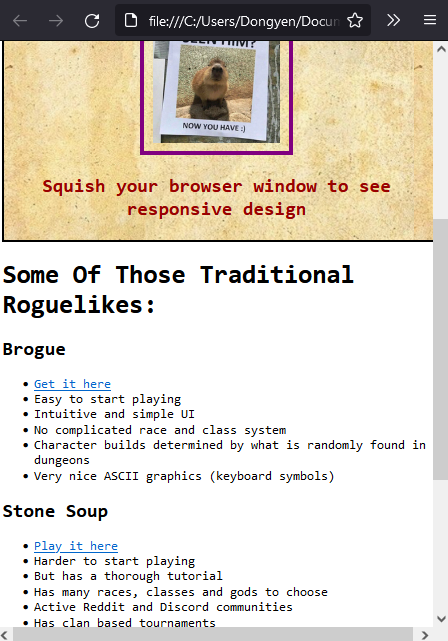 file:///C:/Users/Dongyen/Docum
SEEN HIM?
NOW YOU HAVE :)
Squish your browser window to see
responsive design
Some Of Those Traditional
Roguelikes:
Brogue
• Get it here
• Easy to start playing
• Intuitive and simple UI
• No complicated race and class system
• Character builds determined by what is randomly found in
dungeons
• Very nice ASCII graphics (keyboard symbols)
Stone Soup
• Play it here
• Harder to start playing
• But has a thorough tutorial
• Has many races, classes and gods to choose
• Active Reddit and Discord communities
• Has clan based tournaments